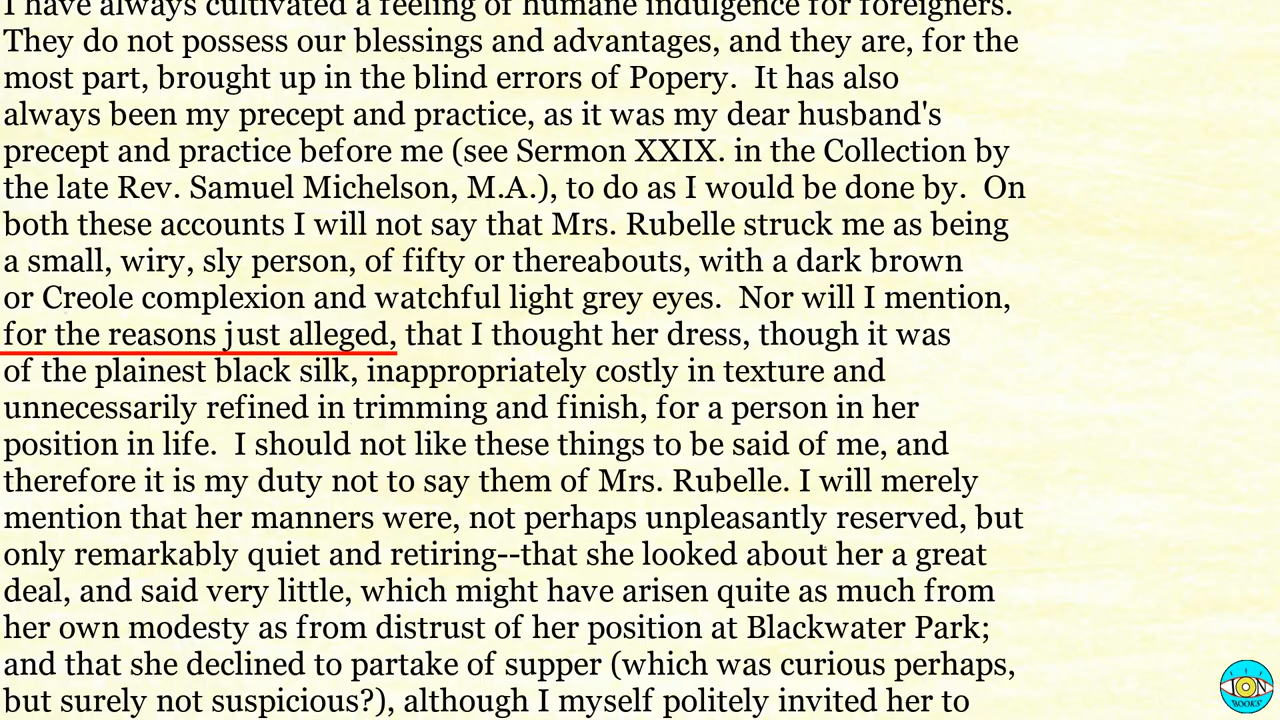 I have always cultivated a feeling of humane indulgence for foreigners.
They do not possess our blessings and advantages, and they are, for the
most part, brought up in the blind errors of Popery.  It has also
always been my precept and practice, as it was my dear husband's
precept and practice before me (see Sermon XXIX. in the Collection by
the late Rev. Samuel Michelson, M.A.), to do as I would be done by.  On
both these accounts I will not say that Mrs. Rubelle struck me as being
a small, wiry, sly person, of fifty or thereabouts, with a dark brown
or Creole complexion and watchful light grey eyes.  Nor will I mention,
for the reasons just alleged, that I thought her dress, though it was
of the plainest black silk, inappropriately costly in texture and
unnecessarily refined in trimming and finish, for a person in her
position in life.  I should not like these things to be said of me, and
therefore it is my duty not to say them of Mrs. Rubelle. I will merely
mention that her manners were, not perhaps unpleasantly reserved, but
only remarkably quiet and retiring--that she looked about her a great
deal, and said very little, which might have arisen quite as much from
her own modesty as from distrust of her position at Blackwater Park;
and that she declined to partake of supper (which was curious perhaps,
but surely not suspicious?), although I myself politely invited her to
ION
BOOKS